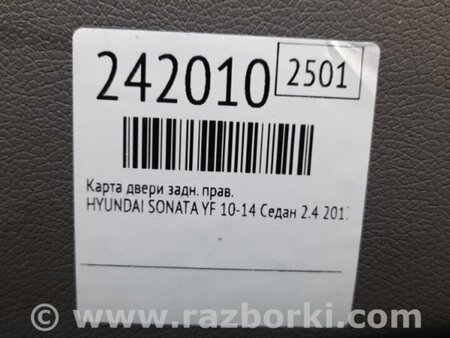 242010 2501
Карта двери задн. прав.
HYUNDAI SONATA YF 10-14 Седан 2.4
© www.razborki.com